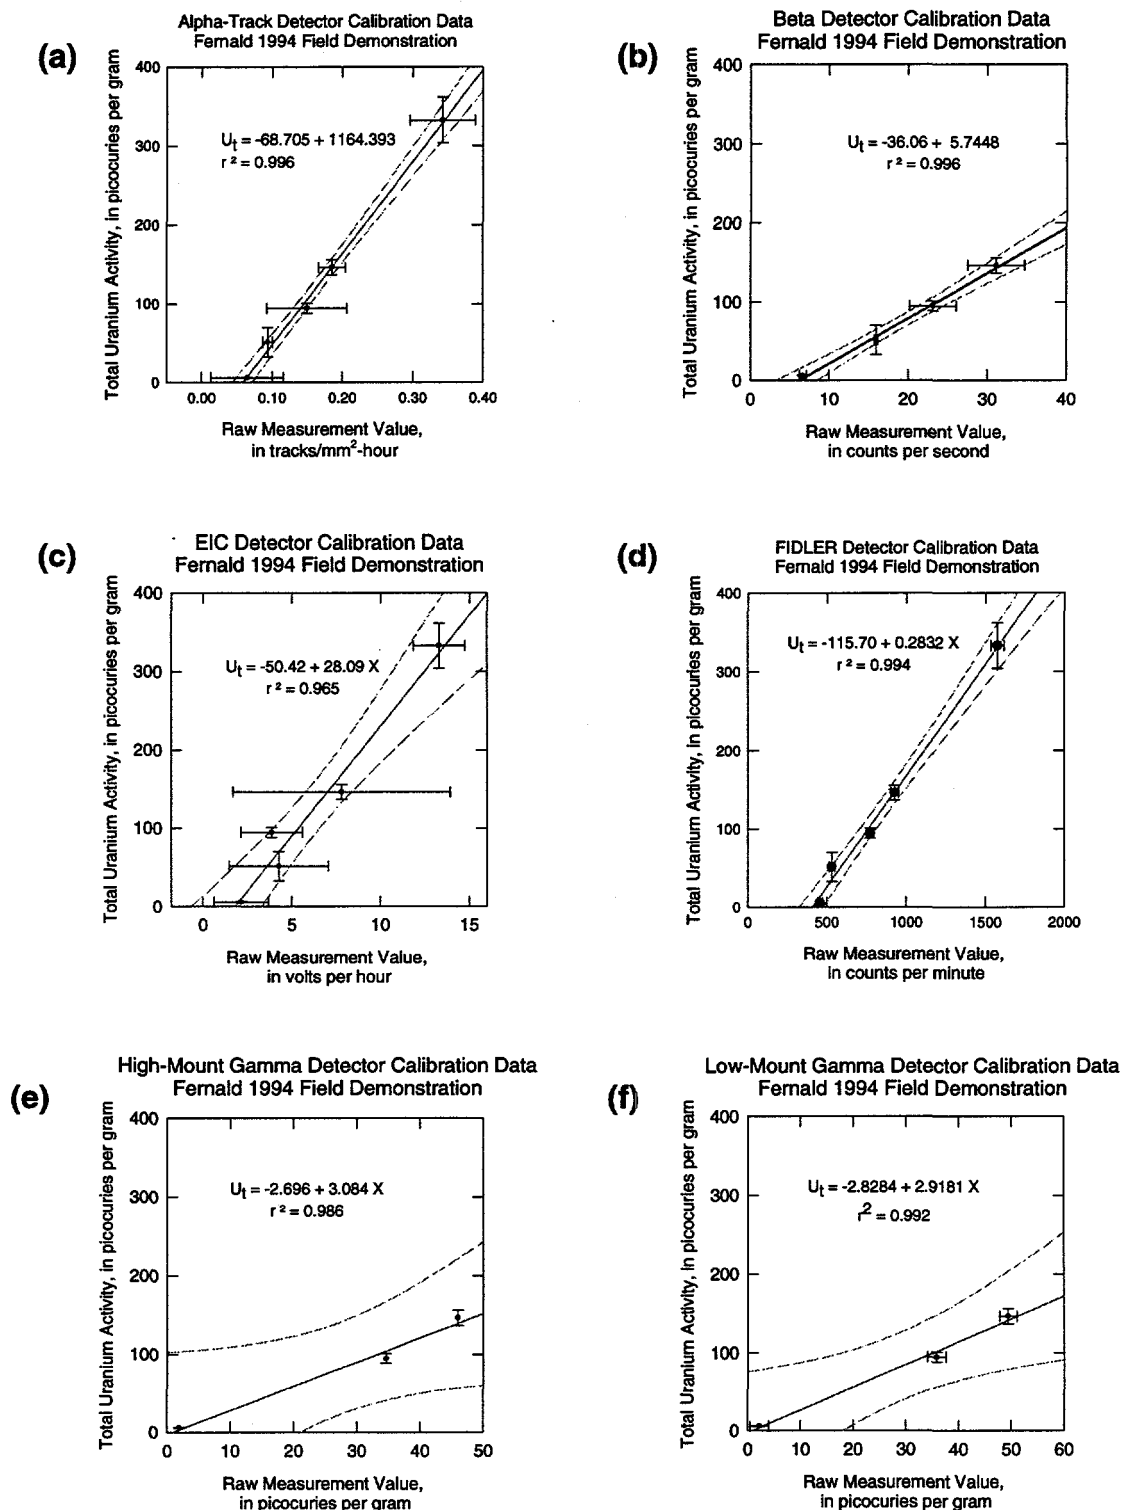 (a)
Alpha-Track Detector Calibration Data
Fernald 1994 Field Demonstration
Total Uranium Activity, in picocuries per gram
400
300
200
100
0
Ut = -68.705 + 1164.393
r² = 0.996
0.00 0.10 0.20 0.30 0.40
Raw Measurement Value,
in tracks/mm²-hour
(b)
Beta Detector Calibration Data
Fernald 1994 Field Demonstration
Total Uranium Activity, in picocuries per gram
400
300
200
100
0
Ut = -36.06 + 5.7448
r² = 0.996
0 10 20 30 40
Raw Measurement Value,
in counts per second
(c)
EIC Detector Calibration Data
Fernald 1994 Field Demonstration
Total Uranium Activity, in picocuries per gram
400
300
200
100
0
Ut = -50.42 + 28.09 X
r² = 0.965
0 5 10 15
Raw Measurement Value,
in volts per hour
(d)
FIDLER Detector Calibration Data
Fernald 1994 Field Demonstration
Total Uranium Activity, in picocuries per gram
400
300
200
100
0
Ut = -115.70 + 0.2832 X
r² = 0.994
0 500 1000 1500 2000
Raw Measurement Value,
in counts per minute
(e)
High-Mount Gamma Detector Calibration Data
Fernald 1994 Field Demonstration
Total Uranium Activity, in picocuries per gram
400
300
200
100
0
Ut = -2.696 + 3.084 X
r² = 0.986
0 10 20 30 40 50
Raw Measurement Value,
in picocuries per gram
(f)
Low-Mount Gamma Detector Calibration Data
Fernald 1994 Field Demonstration
Total Uranium Activity, in picocuries per gram
400
300
200
100
0
Ut = -2.8284 + 2.9181 X
r² = 0.992
0 10 20 30 40 50 60
Raw Measurement Value,
in picocuries per gram